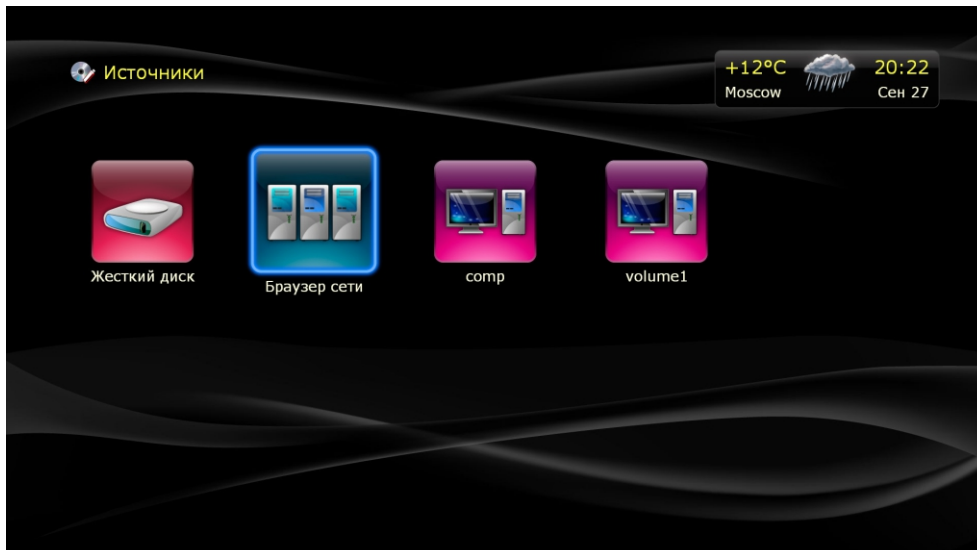 Источники
+12°C 20:22
Moscow Сен 27
Жесткий диск
Браузер сети
comp
volume1